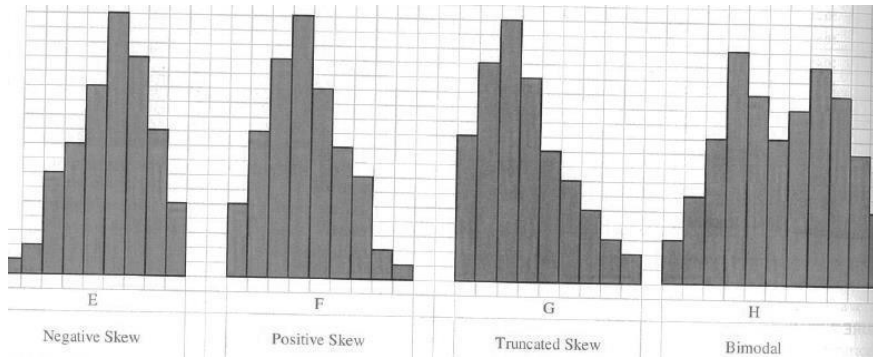 E
F
G
H
Negative Skew
Positive Skew
Truncated Skew
Bimodal